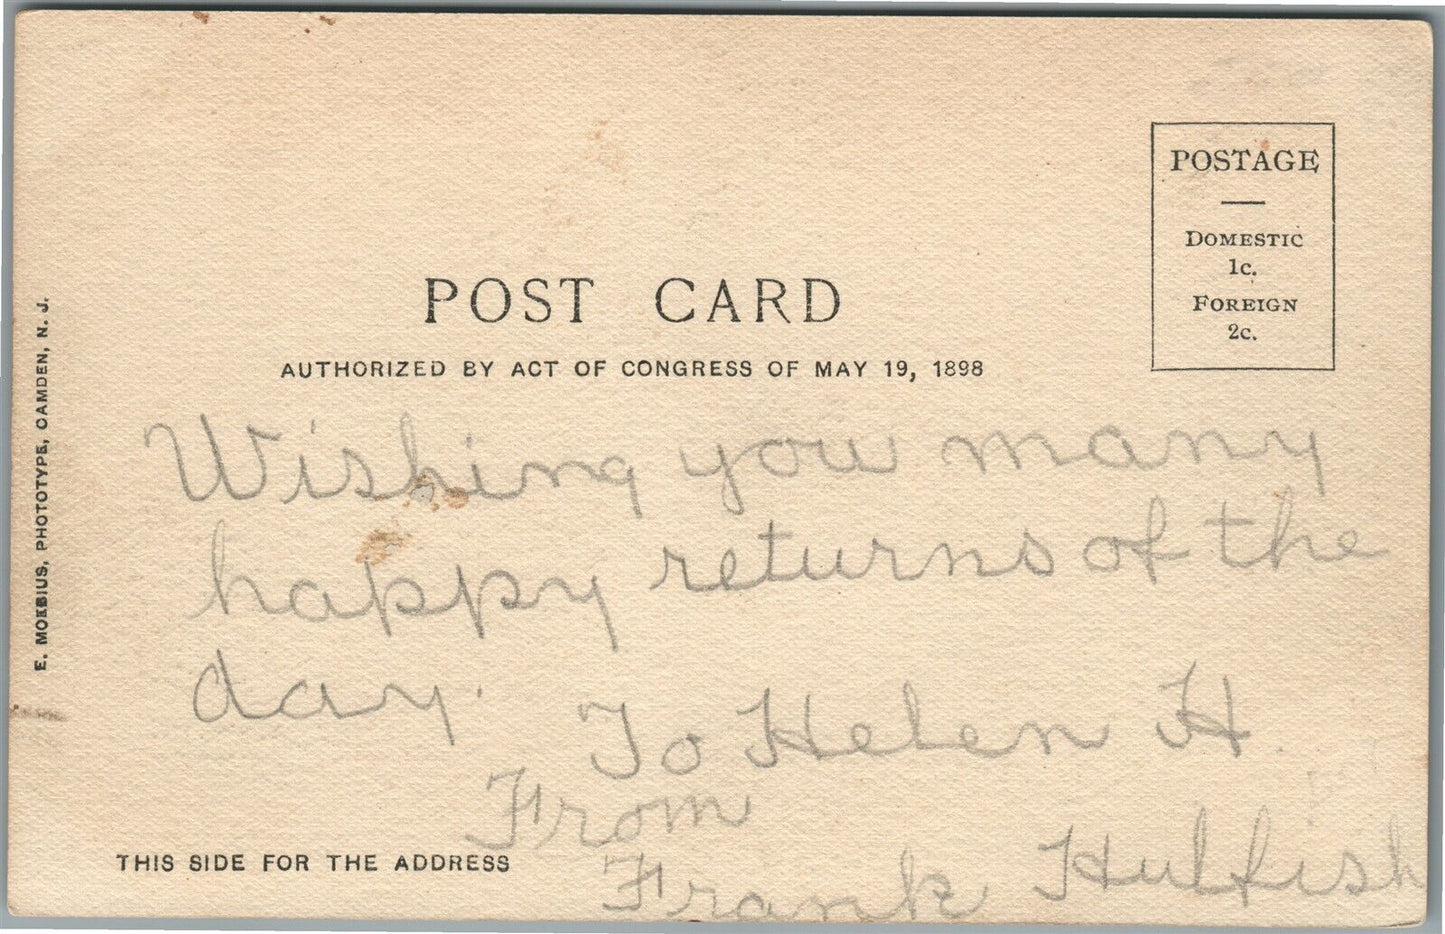 POSTAGE
DOMESTIC
1c.
FOREIGN
2c.
POST CARD
AUTHORIZED BY ACT OF CONGRESS OF MAY 19, 1898
E. MOEBIUS, PHOTOTYPE, CAMDEN, N. J.
Wishing you many
happy returns of the
day.
To Helen H.
From
Frank Hulfish
THIS SIDE FOR THE ADDRESS